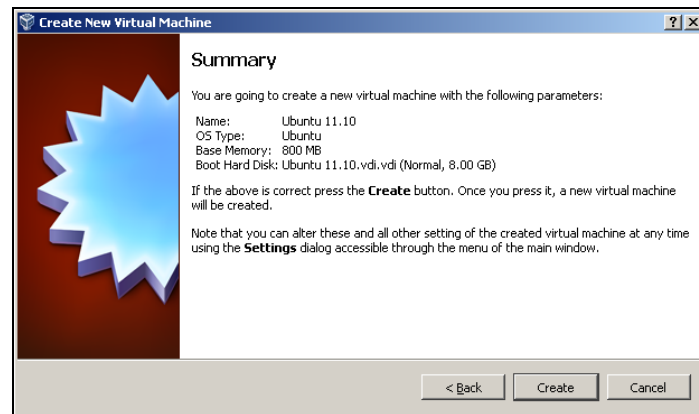 Create New Virtual Machine
Summary
You are going to create a new virtual machine with the following parameters:
Name: Ubuntu 11.10
OS Type: Ubuntu
Base Memory: 800 MB
Boot Hard Disk: Ubuntu 11.10.vdi.vdi (Normal, 8.00 GB)
If the above is correct press the Create button. Once you press it, a new virtual machine
will be created.
Note that you can alter these and all other setting of the created virtual machine at any time
using the Settings dialog accessible through the menu of the main window.
< Back Create Cancel